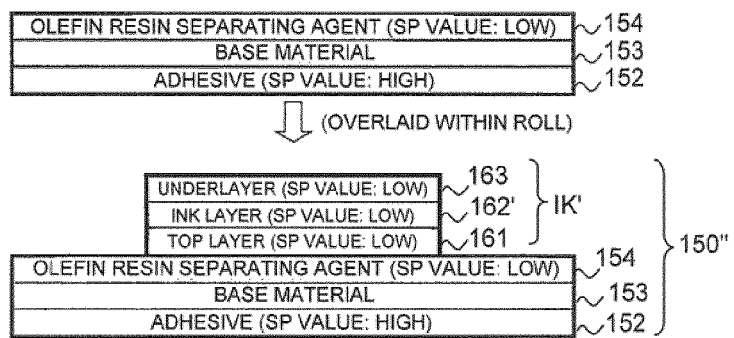 OLEFIN RESIN SEPARATING AGENT (SP VALUE: LOW) 154
BASE MATERIAL 153
ADHESIVE (SP VALUE: HIGH) 152
(OVERLAID WITHIN ROLL)
UNDERLAYER (SP VALUE: LOW) 163
INK LAYER (SP VALUE: LOW) 162' IK'
TOP LAYER (SP VALUE: LOW) 161
150"
OLEFIN RESIN SEPARATING AGENT (SP VALUE: LOW) 154
BASE MATERIAL 153
ADHESIVE (SP VALUE: HIGH) 152